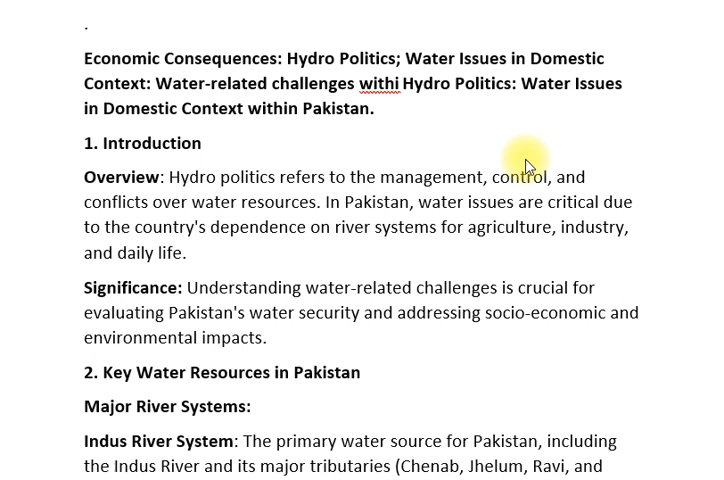 .
Economic Consequences: Hydro Politics; Water Issues in Domestic
Context: Water-related challenges withi Hydro Politics: Water Issues
in Domestic Context within Pakistan.
1. Introduction
Overview: Hydro politics refers to the management, control, and
conflicts over water resources. In Pakistan, water issues are critical due
to the country's dependence on river systems for agriculture, industry,
and daily life.
Significance: Understanding water-related challenges is crucial for
evaluating Pakistan's water security and addressing socio-economic and
environmental impacts.
2. Key Water Resources in Pakistan
Major River Systems:
Indus River System: The primary water source for Pakistan, including
the Indus River and its major tributaries (Chenab, Jhelum, Ravi, and